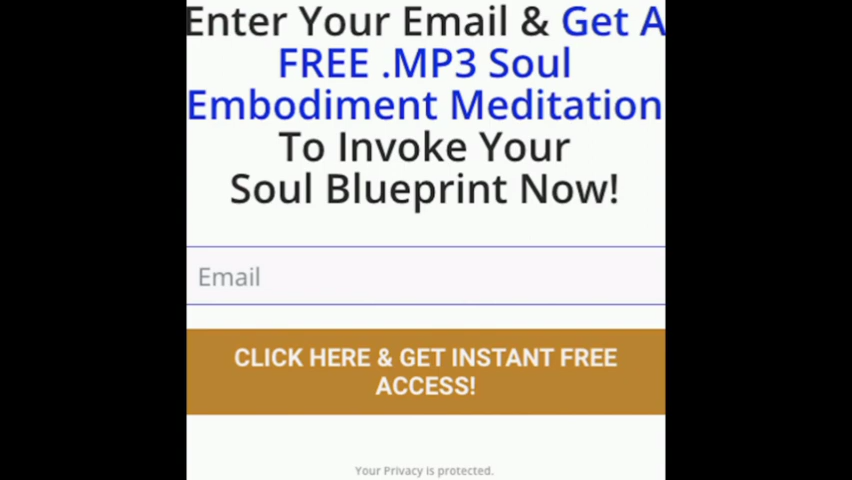 Enter Your Email & Get A
FREE .MP3 Soul
Embodiment Meditation
To Invoke Your
Soul Blueprint Now!
Email
CLICK HERE & GET INSTANT FREE
ACCESS!
Your Privacy is protected.